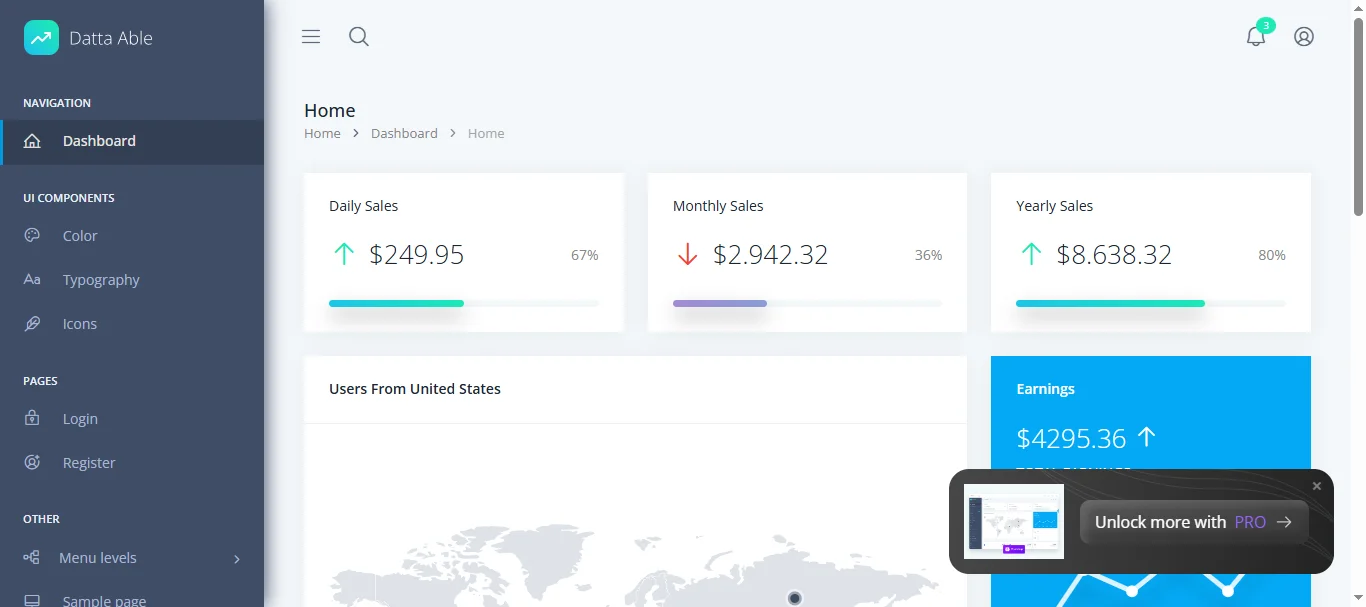 Datta Able
3
NAVIGATION
Dashboard
UI COMPONENTS
Color
Aa
Typography
Icons
PAGES
Login
Register
OTHER
Menu levels
Sample page
Home
Home > Dashboard > Home
Daily Sales
$249.95 67%
Monthly Sales
$2.942.32 36%
Yearly Sales
$8.638.32 80%
Users From United States
Earnings
$4295.36
Unlock more with PRO →